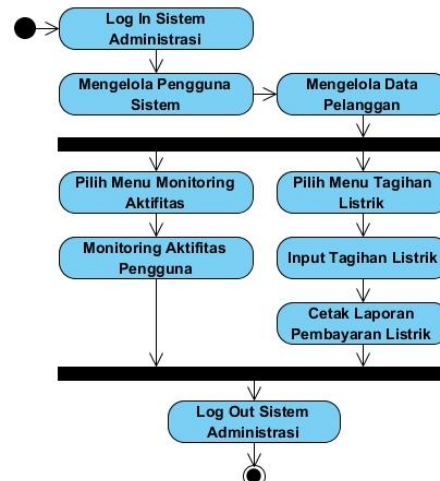 Log In Sistem
Administrasi
Mengelola Pengguna
Sistem
Mengelola Data
Pelanggan
Pilih Menu Monitoring
Aktifitas
Monitoring Aktifitas
Pengguna
Pilih Menu Tagihan
Listrik
Input Tagihan Listrik
Cetak Laporan
Pembayaran Listrik
Log Out Sistem
Administrasi